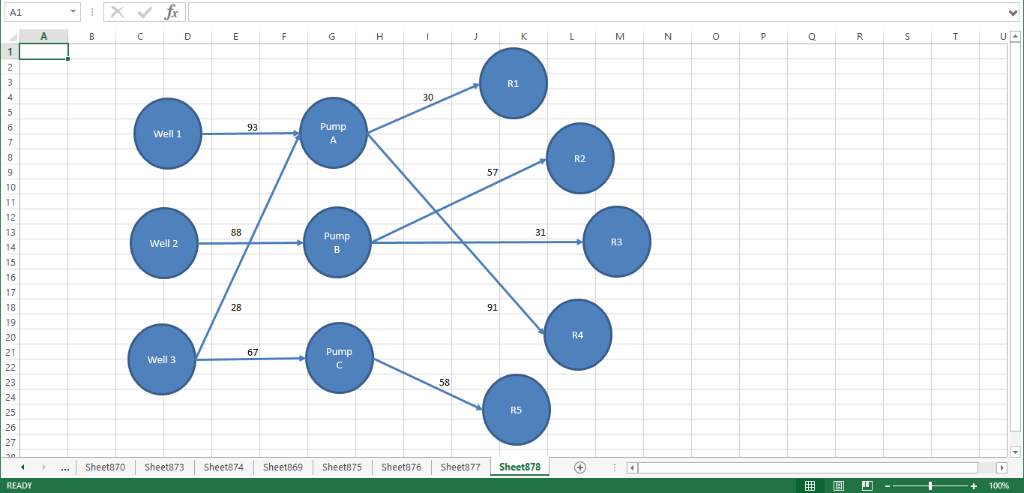 A1
fx
A B C D E F G H I J K L M N O P Q R S T U
1
2
3
4
5
6
7
8
9
10
11
12
13
14
15
16
17
18
19
20
21
22
23
24
25
26
27
28
R1
30
Well 1
93
Pump
A
R2
57
Well 2
88
Pump
B
31
R3
28
91
R4
Well 3
67
Pump
C
58
R5
... Sheet870 Sheet873 Sheet874 Sheet869 Sheet875 Sheet876 Sheet877 Sheet878
READY
100%